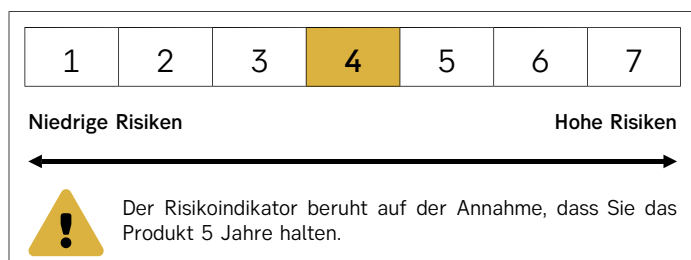 1 2 3 4 5 6 7
Niedrige Risiken Hohe Risiken
Der Risikoindikator beruht auf der Annahme, dass Sie das
Produkt 5 Jahre halten.